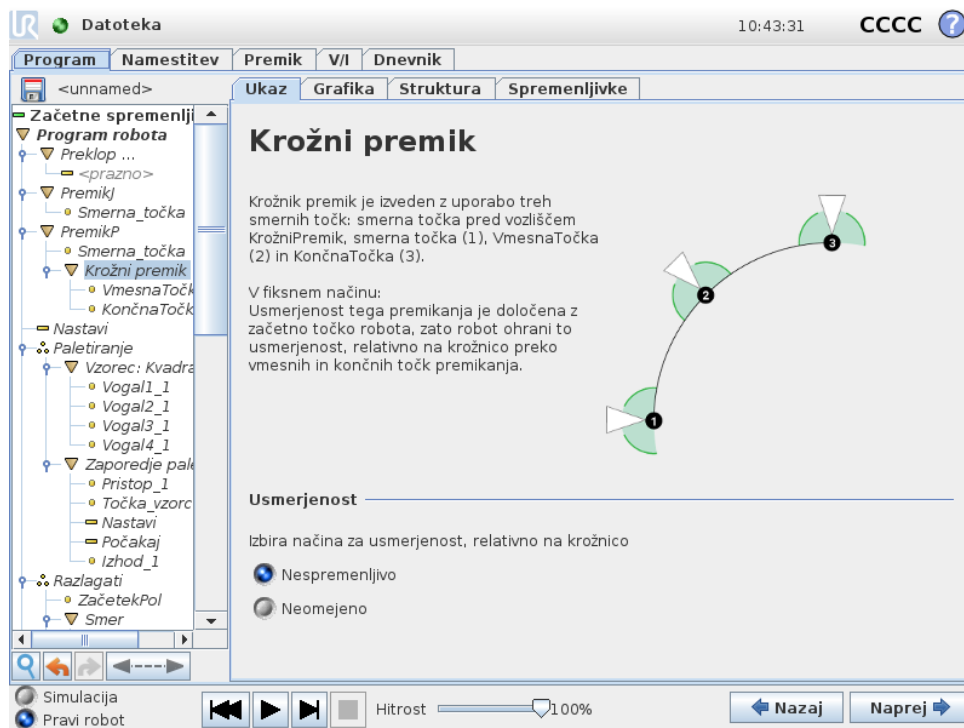 UR Datoteka 10:43:31 CCCC ?
Program Namestitev Premik V/I Dnevnik
<unnamed>
Ukaz Grafika Struktura Spremenljivke
Začetne spremenlji
Program robota
Preklop ...
<prazno>
PremikJ
Smerna_točka
PremikP
Smerna_točka
Krožni premik
VmesnaTočk
KončnaTočk
Nastavi
Paletiranje
Vzorec: Kvadra
Vogal1_1
Vogal2_1
Vogal3_1
Vogal4_1
Zaporedje pale
Pristop_1
Točka_vzorc
Nastavi
Počakaj
Izhod_1
Razlagati
ZačetekPol
Smer
Krožni premik
Krožnik premik je izveden z uporabo treh
smernih točk: smerna točka pred vozliščem
KrožniPremik, smerna točka (1), VmesnaTočka
(2) in KončnaTočka (3).
V fiksnem načinu:
Usmerjenost tega premikanja je določena z
začetno točko robota, zato robot ohrani to
usmerjenost, relativno na krožnico preko
vmesnih in končnih točk premikanja.
3
2
1
Usmerjenost
Izbira načina za usmerjenost, relativno na krožnico
Nespremenljivo
Neomejeno
Simulacija
Pravi robot
Hitrost 100%
Nazaj Naprej